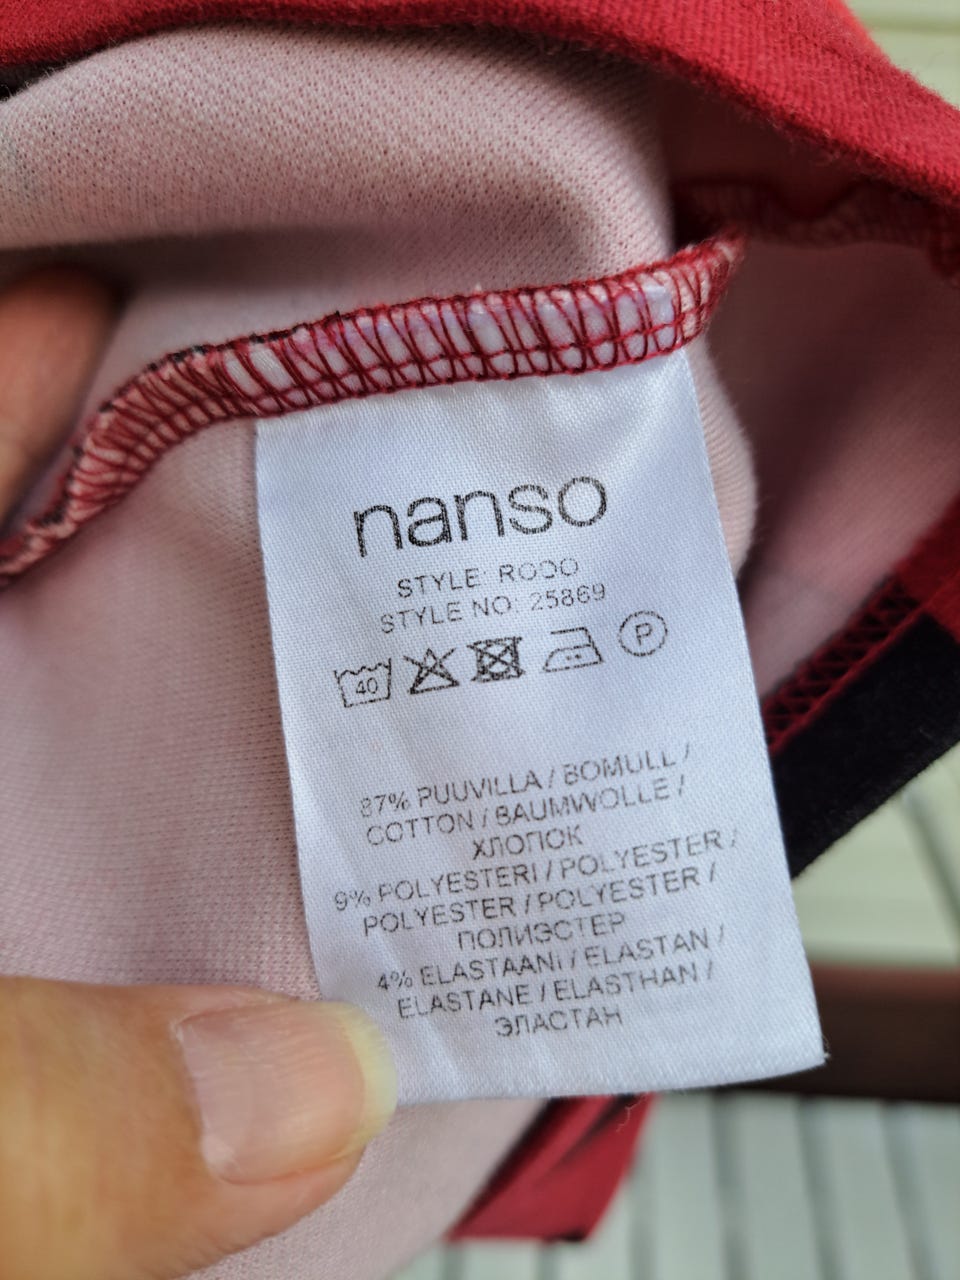 nanso
STYLE: RODO
STYLE NO: 25869
40 P
87% PUUVILLA / BOMULL /
COTTON / BAUMWOLLE /
ХЛОПОК
9% POLYESTERI / POLYESTER /
POLYESTER / POLYESTER /
ПОЛИЭСТЕР
4% ELASTAANI / ELASTAN /
ELASTANE / ELASTHAN /
ЭЛАСТАН